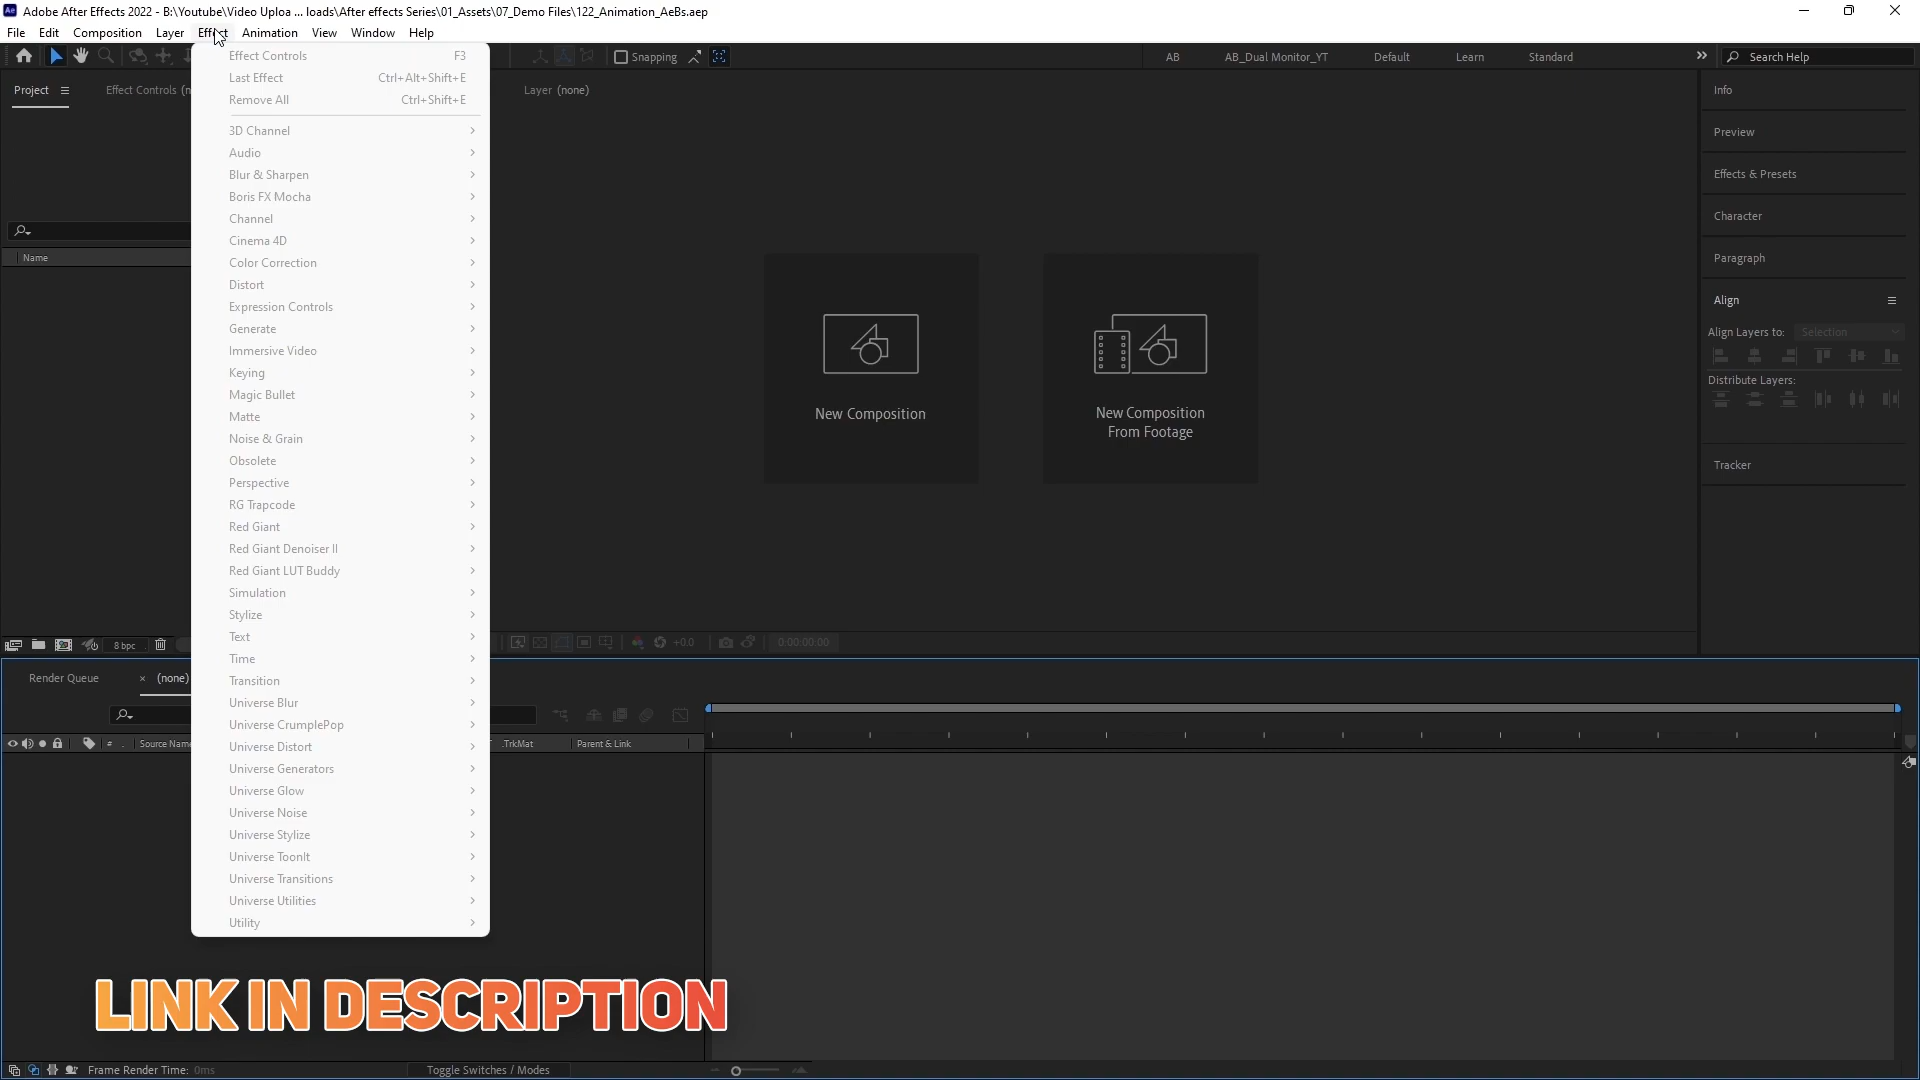 Adobe After Effects 2022 - B:\Youtube\Video Uploa ... loads\After effects Series\01_Assets\07_Demo Files\122_Animation_AeBs.aep
File Edit Composition Layer Effect Animation View Window Help
Snapping
AB AB_Dual Monitor_YT Default Learn Standard
Search Help
Project
Effect Controls (n
Layer (none)
Name
8 bpc
Effect Controls F3
Last Effect Ctrl+Alt+Shift+E
Remove All Ctrl+Shift+E
3D Channel
Audio
Blur & Sharpen
Boris FX Mocha
Channel
Cinema 4D
Color Correction
Distort
Expression Controls
Generate
Immersive Video
Keying
Magic Bullet
Matte
Noise & Grain
Obsolete
Perspective
RG Trapcode
Red Giant
Red Giant Denoiser II
Red Giant LUT Buddy
Simulation
Stylize
Text
Time
Transition
Universe Blur
Universe CrumplePop
Universe Distort
Universe Generators
Universe Glow
Universe Noise
Universe Stylize
Universe ToonIt
Universe Transitions
Universe Utilities
Utility
New Composition
New Composition
From Footage
+0.0
0:00:00:00
Info
Preview
Effects & Presets
Character
Paragraph
Align
Align Layers to: Selection
Distribute Layers:
Tracker
Render Queue
(none)
# . Source Name
.TrkMat
Parent & Link
LINK IN DESCRIPTION
Frame Render Time: 0ms
Toggle Switches / Modes